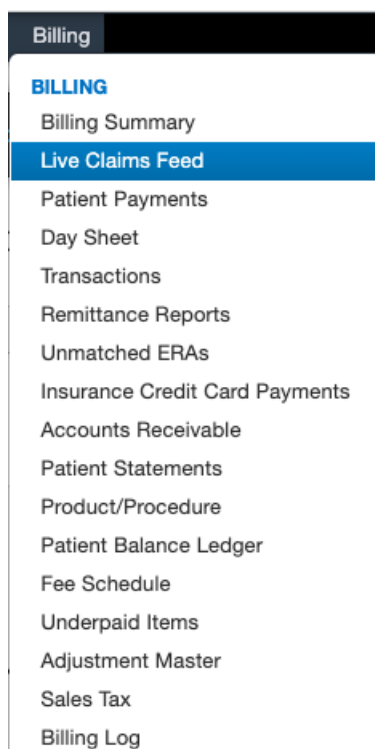 Billing
BILLING
Billing Summary
Live Claims Feed
Patient Payments
Day Sheet
Transactions
Remittance Reports
Unmatched ERAs
Insurance Credit Card Payments
Accounts Receivable
Patient Statements
Product/Procedure
Patient Balance Ledger
Fee Schedule
Underpaid Items
Adjustment Master
Sales Tax
Billing Log